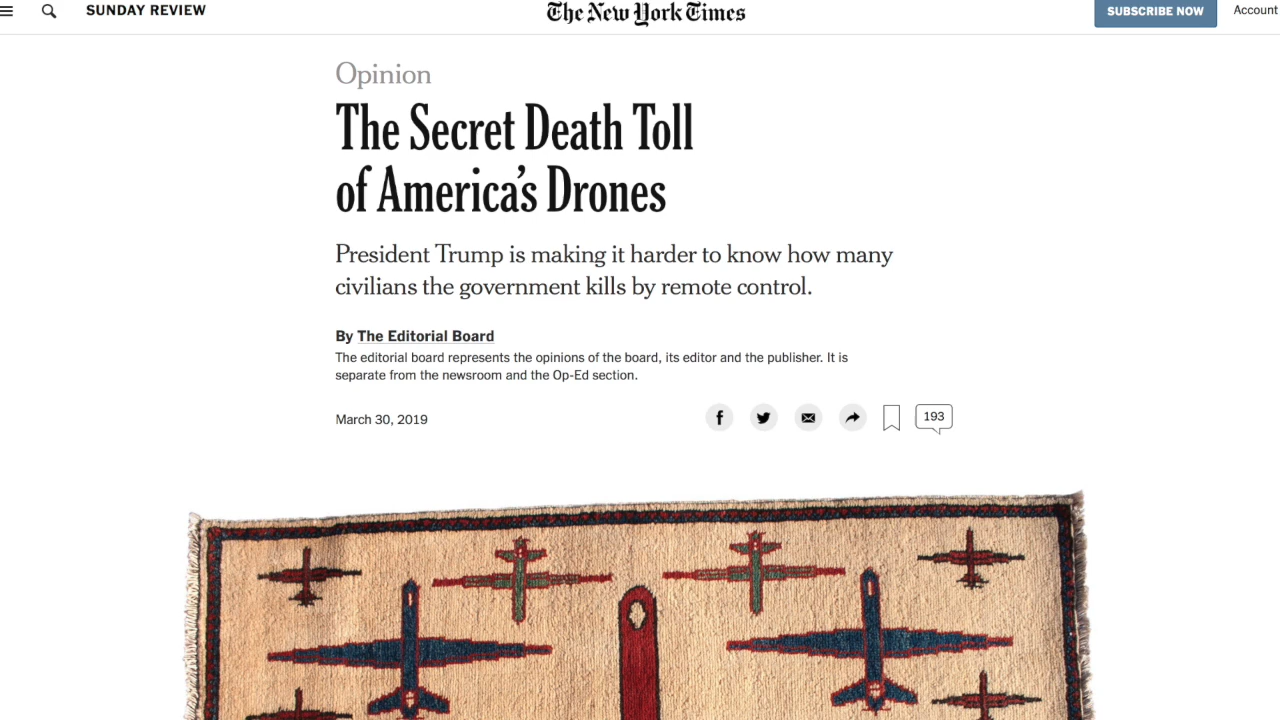 SUNDAY REVIEW
The New York Times
SUBSCRIBE NOW
Account
Opinion
The Secret Death Toll
of America's Drones
President Trump is making it harder to know how many
civilians the government kills by remote control.
By The Editorial Board
The editorial board represents the opinions of the board, its editor and the publisher. It is
separate from the newsroom and the Op-Ed section.
March 30, 2019
193